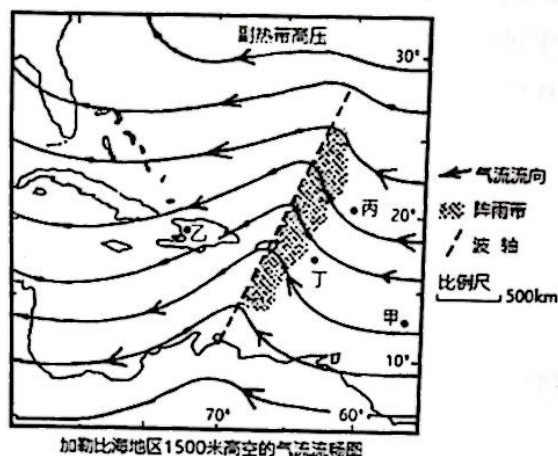 副热带高压
30°
气流流向
丙
20°
阵雨带
乙
波 轴
丁
比例尺
500km
甲
10°
70°
60°
加勒比海地区1500米高空的气流流场图